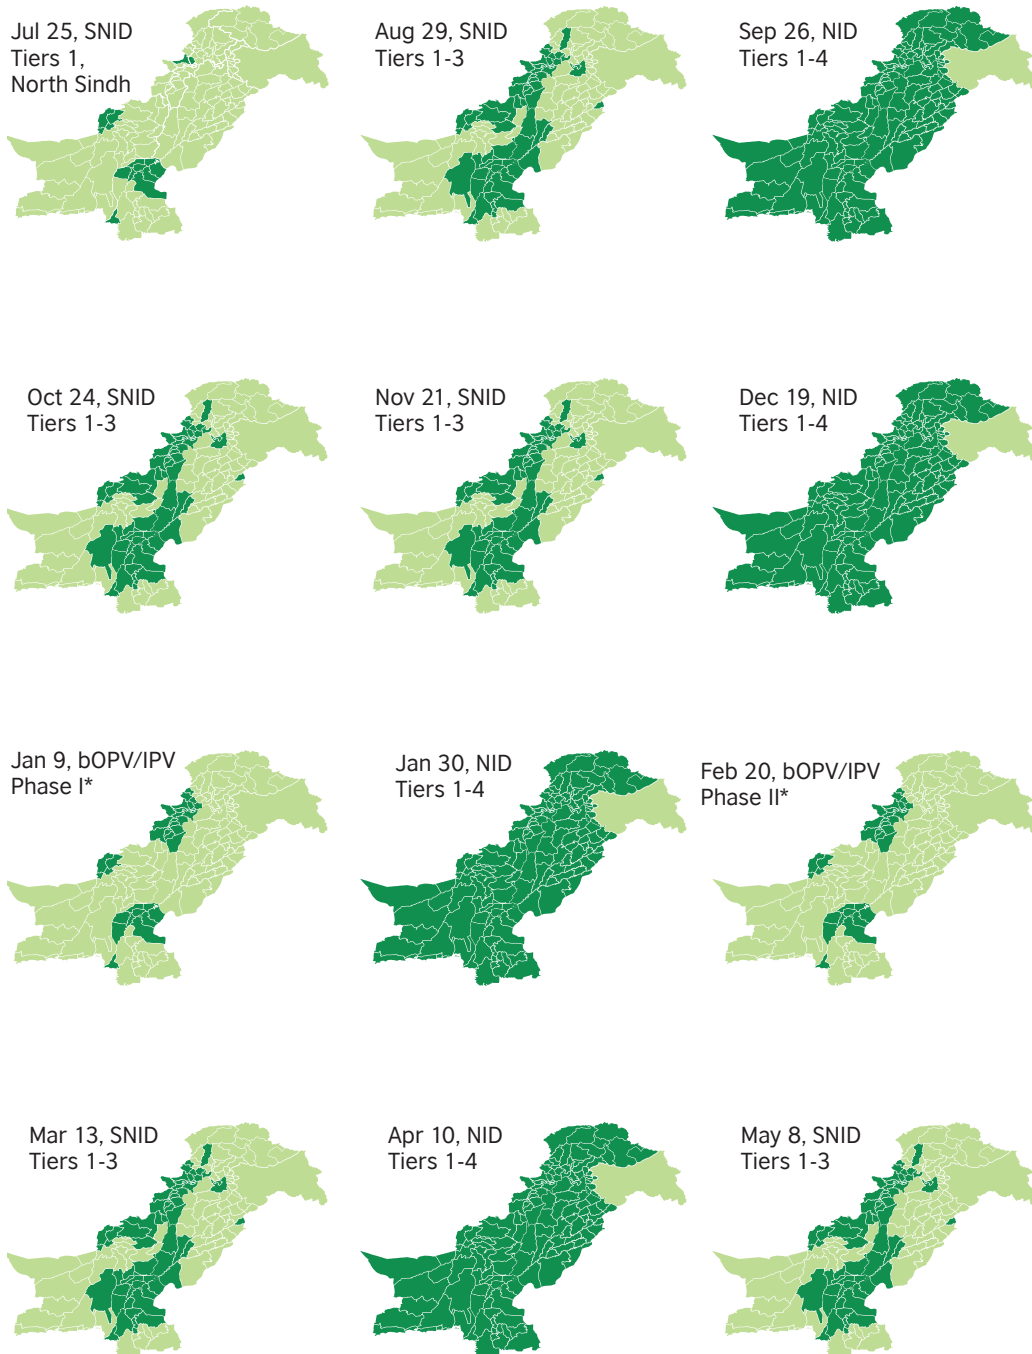 Jul 25, SNID
Tiers 1,
North Sindh
Aug 29, SNID
Tiers 1-3
Sep 26, NID
Tiers 1-4
Oct 24, SNID
Tiers 1-3
Nov 21, SNID
Tiers 1-3
Dec 19, NID
Tiers 1-4
Jan 9, bOPV/IPV
Phase I*
Jan 30, NID
Tiers 1-4
Feb 20, bOPV/IPV
Phase II*
Mar 13, SNID
Tiers 1-3
Apr 10, NID
Tiers 1-4
May 8, SNID
Tiers 1-3